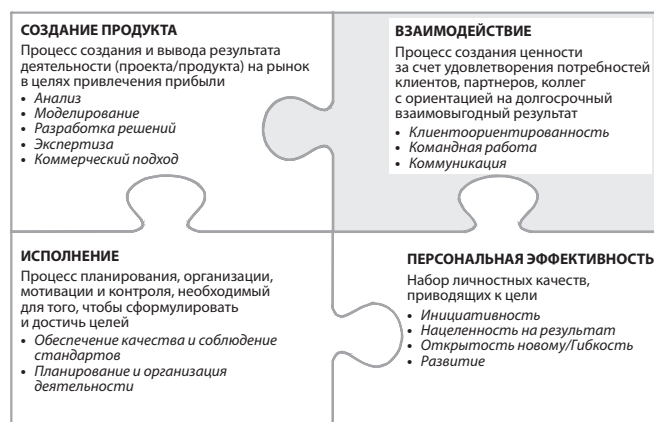 СОЗДАНИЕ ПРОДУКТА
Процесс создания и вывода результата
деятельности (проекта/продукта) на рынок
в целях привлечения прибыли
• Анализ
• Моделирование
• Разработка решений
• Экспертиза
• Коммерческий подход
ВЗАИМОДЕЙСТВИЕ
Процесс создания ценности
за счет удовлетворения потребностей
клиентов, партнеров, коллег
с ориентацией на долгосрочный
взаимовыгодный результат
• Клиентоориентированность
• Командная работа
• Коммуникация
ИСПОЛНЕНИЕ
Процесс планирования, организации,
мотивации и контроля, необходимый
для того, чтобы сформулировать
и достичь целей
• Обеспечение качества и соблюдение
стандартов
• Планирование и организация
деятельности
ПЕРСОНАЛЬНАЯ ЭФФЕКТИВНОСТЬ
Набор личностных качеств,
приводящих к цели
• Инициативность
• Нацеленность на результат
• Открытость новому/Гибкость
• Развитие